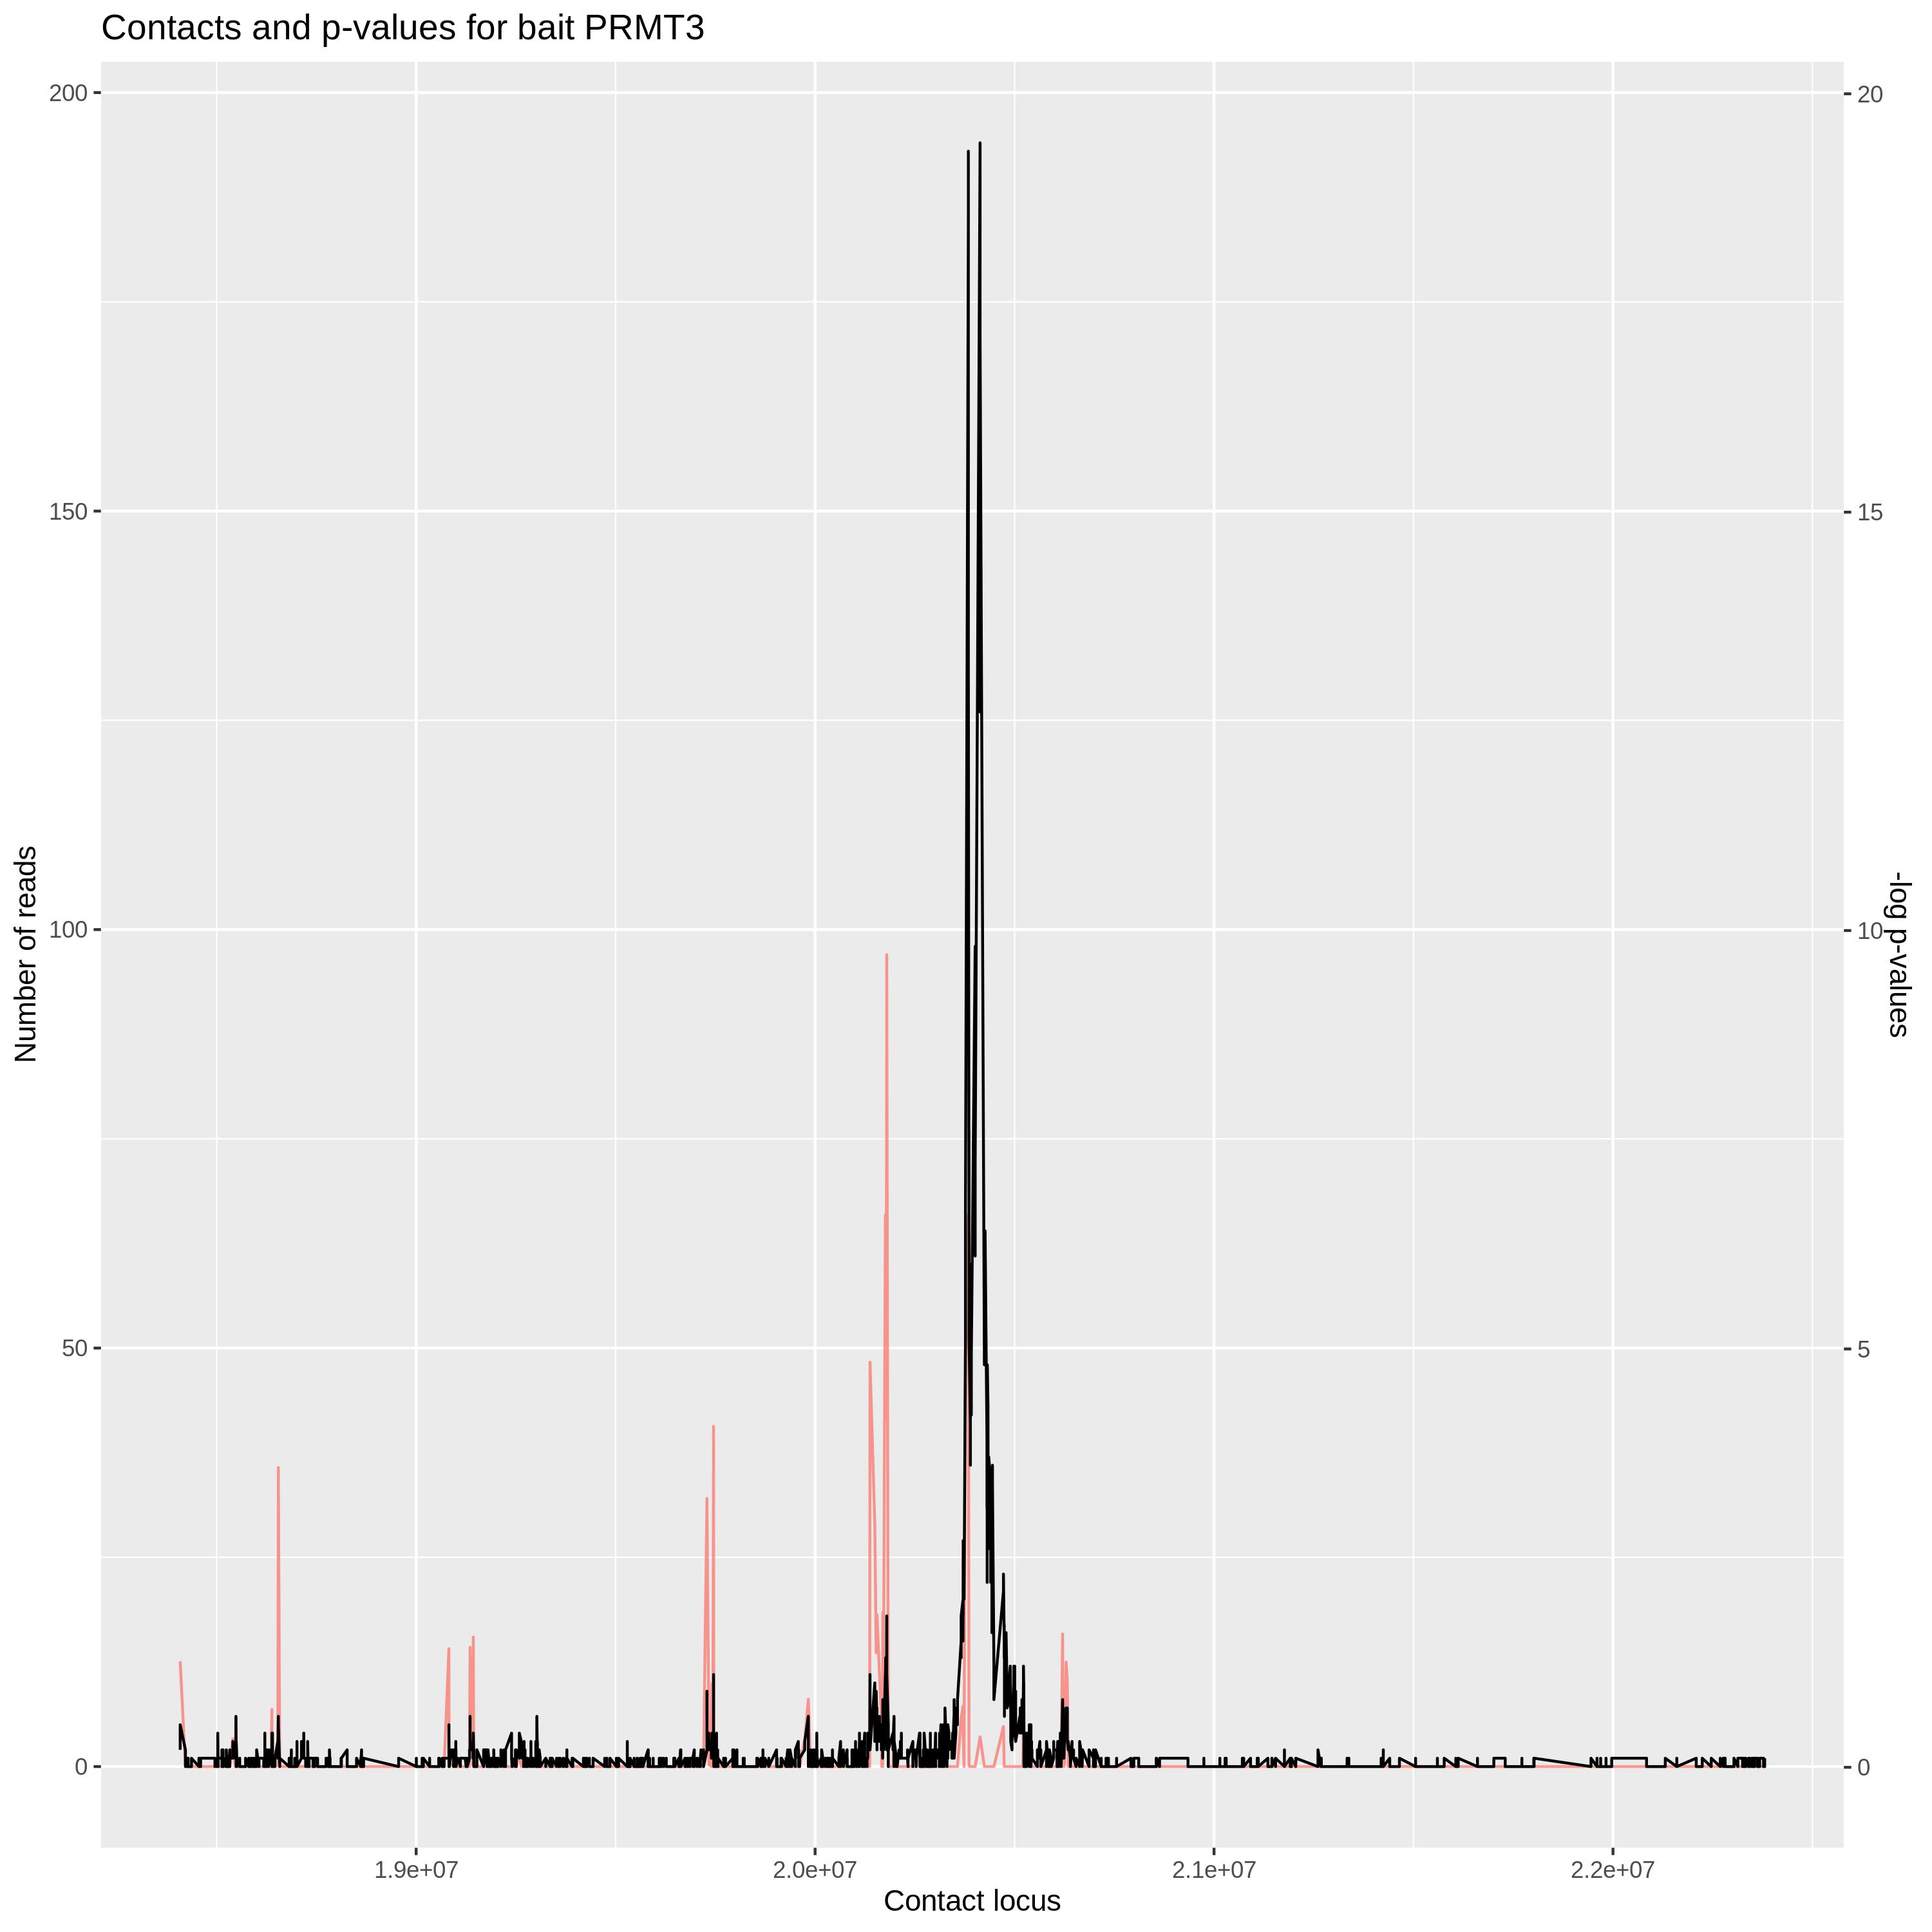 Contacts and p-values for bait PRMT3
200
150
100
50
0
20
15
10
5
0
Number of reads
-log p-values
1.9e+07
2.0e+07
2.1e+07
2.2e+07
Contact locus